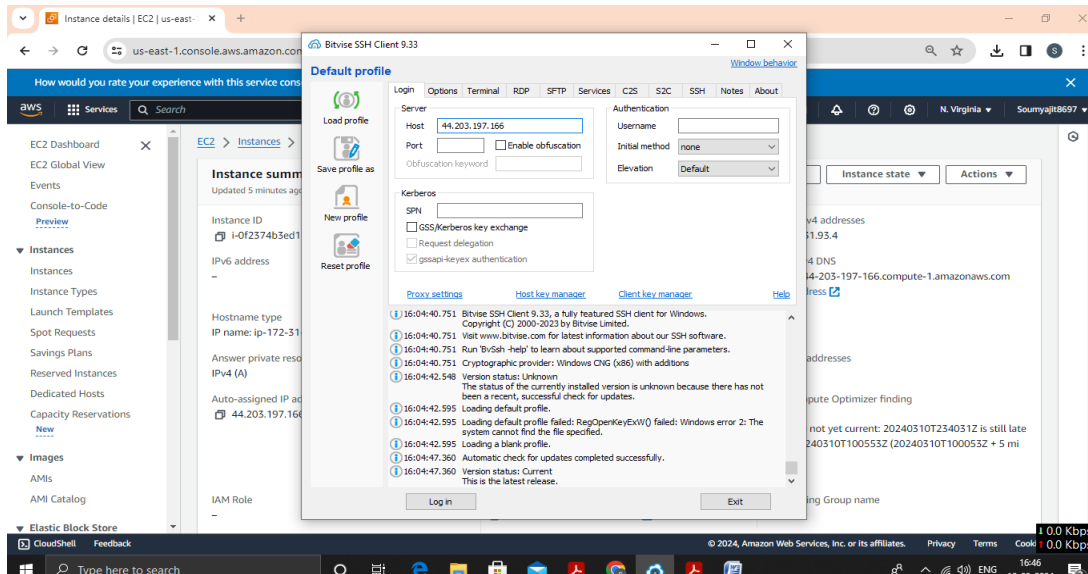 Instance details | EC2 | us-east-
us-east-1.console.aws.amazon.com
S
How would you rate your experience with this service cons
aws
Services
Search
N. Virginia
Soumyajit8697
EC2 Dashboard
EC2 Global View
Events
Console-to-Code
Preview
Instances
Instances
Instance Types
Launch Templates
Spot Requests
Savings Plans
Reserved Instances
Dedicated Hosts
Capacity Reservations
New
Images
AMIs
AMI Catalog
Elastic Block Store
EC2 > Instances >
Instance summ
Updated 5 minutes ago
Instance ID
i-0f2374b3ed1
IPv6 address
–
Hostname type
IP name: ip-172-31
Answer private reso
IPv4 (A)
Auto-assigned IP ad
44.203.197.166
IAM Role
–
Bitvise SSH Client 9.33
Default profile
Window behavior
Load profile
Save profile as
New profile
Reset profile
Login Options Terminal RDP SFTP Services C2S S2C SSH Notes About
Server
Host 44.203.197.166
Port Enable obfuscation
Obfuscation keyword
Authentication
Username
Initial method none
Elevation Default
Kerberos
SPN
GSS/Kerberos key exchange
Request delegation
gssapi-keyex authentication
Proxy settings Host key manager Client key manager Help
16:04:40.751 Bitvise SSH Client 9.33, a fully featured SSH client for Windows.
Copyright (C) 2000-2023 by Bitvise Limited.
16:04:40.751 Visit www.bitvise.com for latest information about our SSH software.
16:04:40.751 Run 'BvSsh -help' to learn about supported command-line parameters.
16:04:40.751 Cryptographic provider: Windows CNG (x86) with additions
16:04:42.548 Version status: Unknown
The status of the currently installed version is unknown because there has not
been a recent, successful check for updates.
16:04:42.595 Loading default profile.
16:04:42.595 Loading default profile failed: RegOpenKeyExW() failed: Windows error 2: The
system cannot find the file specified.
16:04:42.595 Loading a blank profile.
16:04:47.360 Automatic check for updates completed successfully.
16:04:47.360 Version status: Current
This is the latest release.
Log in Exit
Instance state
Actions
v4 addresses
31.93.4
v4 DNS
44-203-197-166.compute-1.amazonaws.com
dress
addresses
pute Optimizer finding
not yet current: 20240310T234031Z is still late
20240310T100553Z (20240310T100053Z + 5 mi
ing Group name
CloudShell Feedback
© 2024, Amazon Web Services, Inc. or its affiliates. Privacy Terms Cook
0.0 Kbps
0.0 Kbps
Type here to search
ENG
16:46